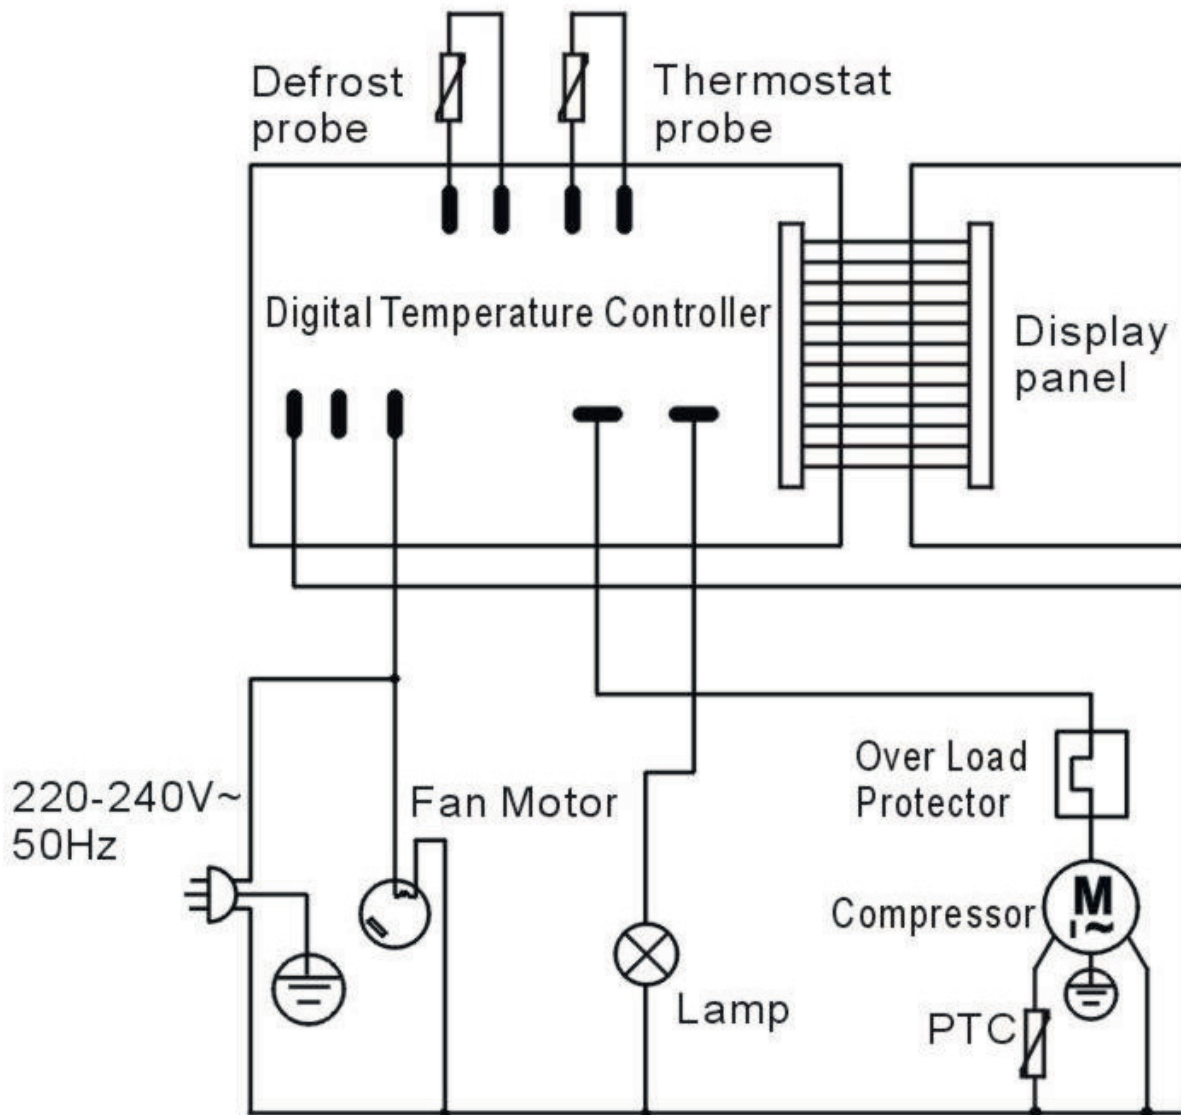 Defrost
probe
Thermostat
probe
Digital Temperature Controller
Display
panel
220-240V~
50Hz
Fan Motor
Over Load
Protector
Compressor
M
I~
Lamp
PTC